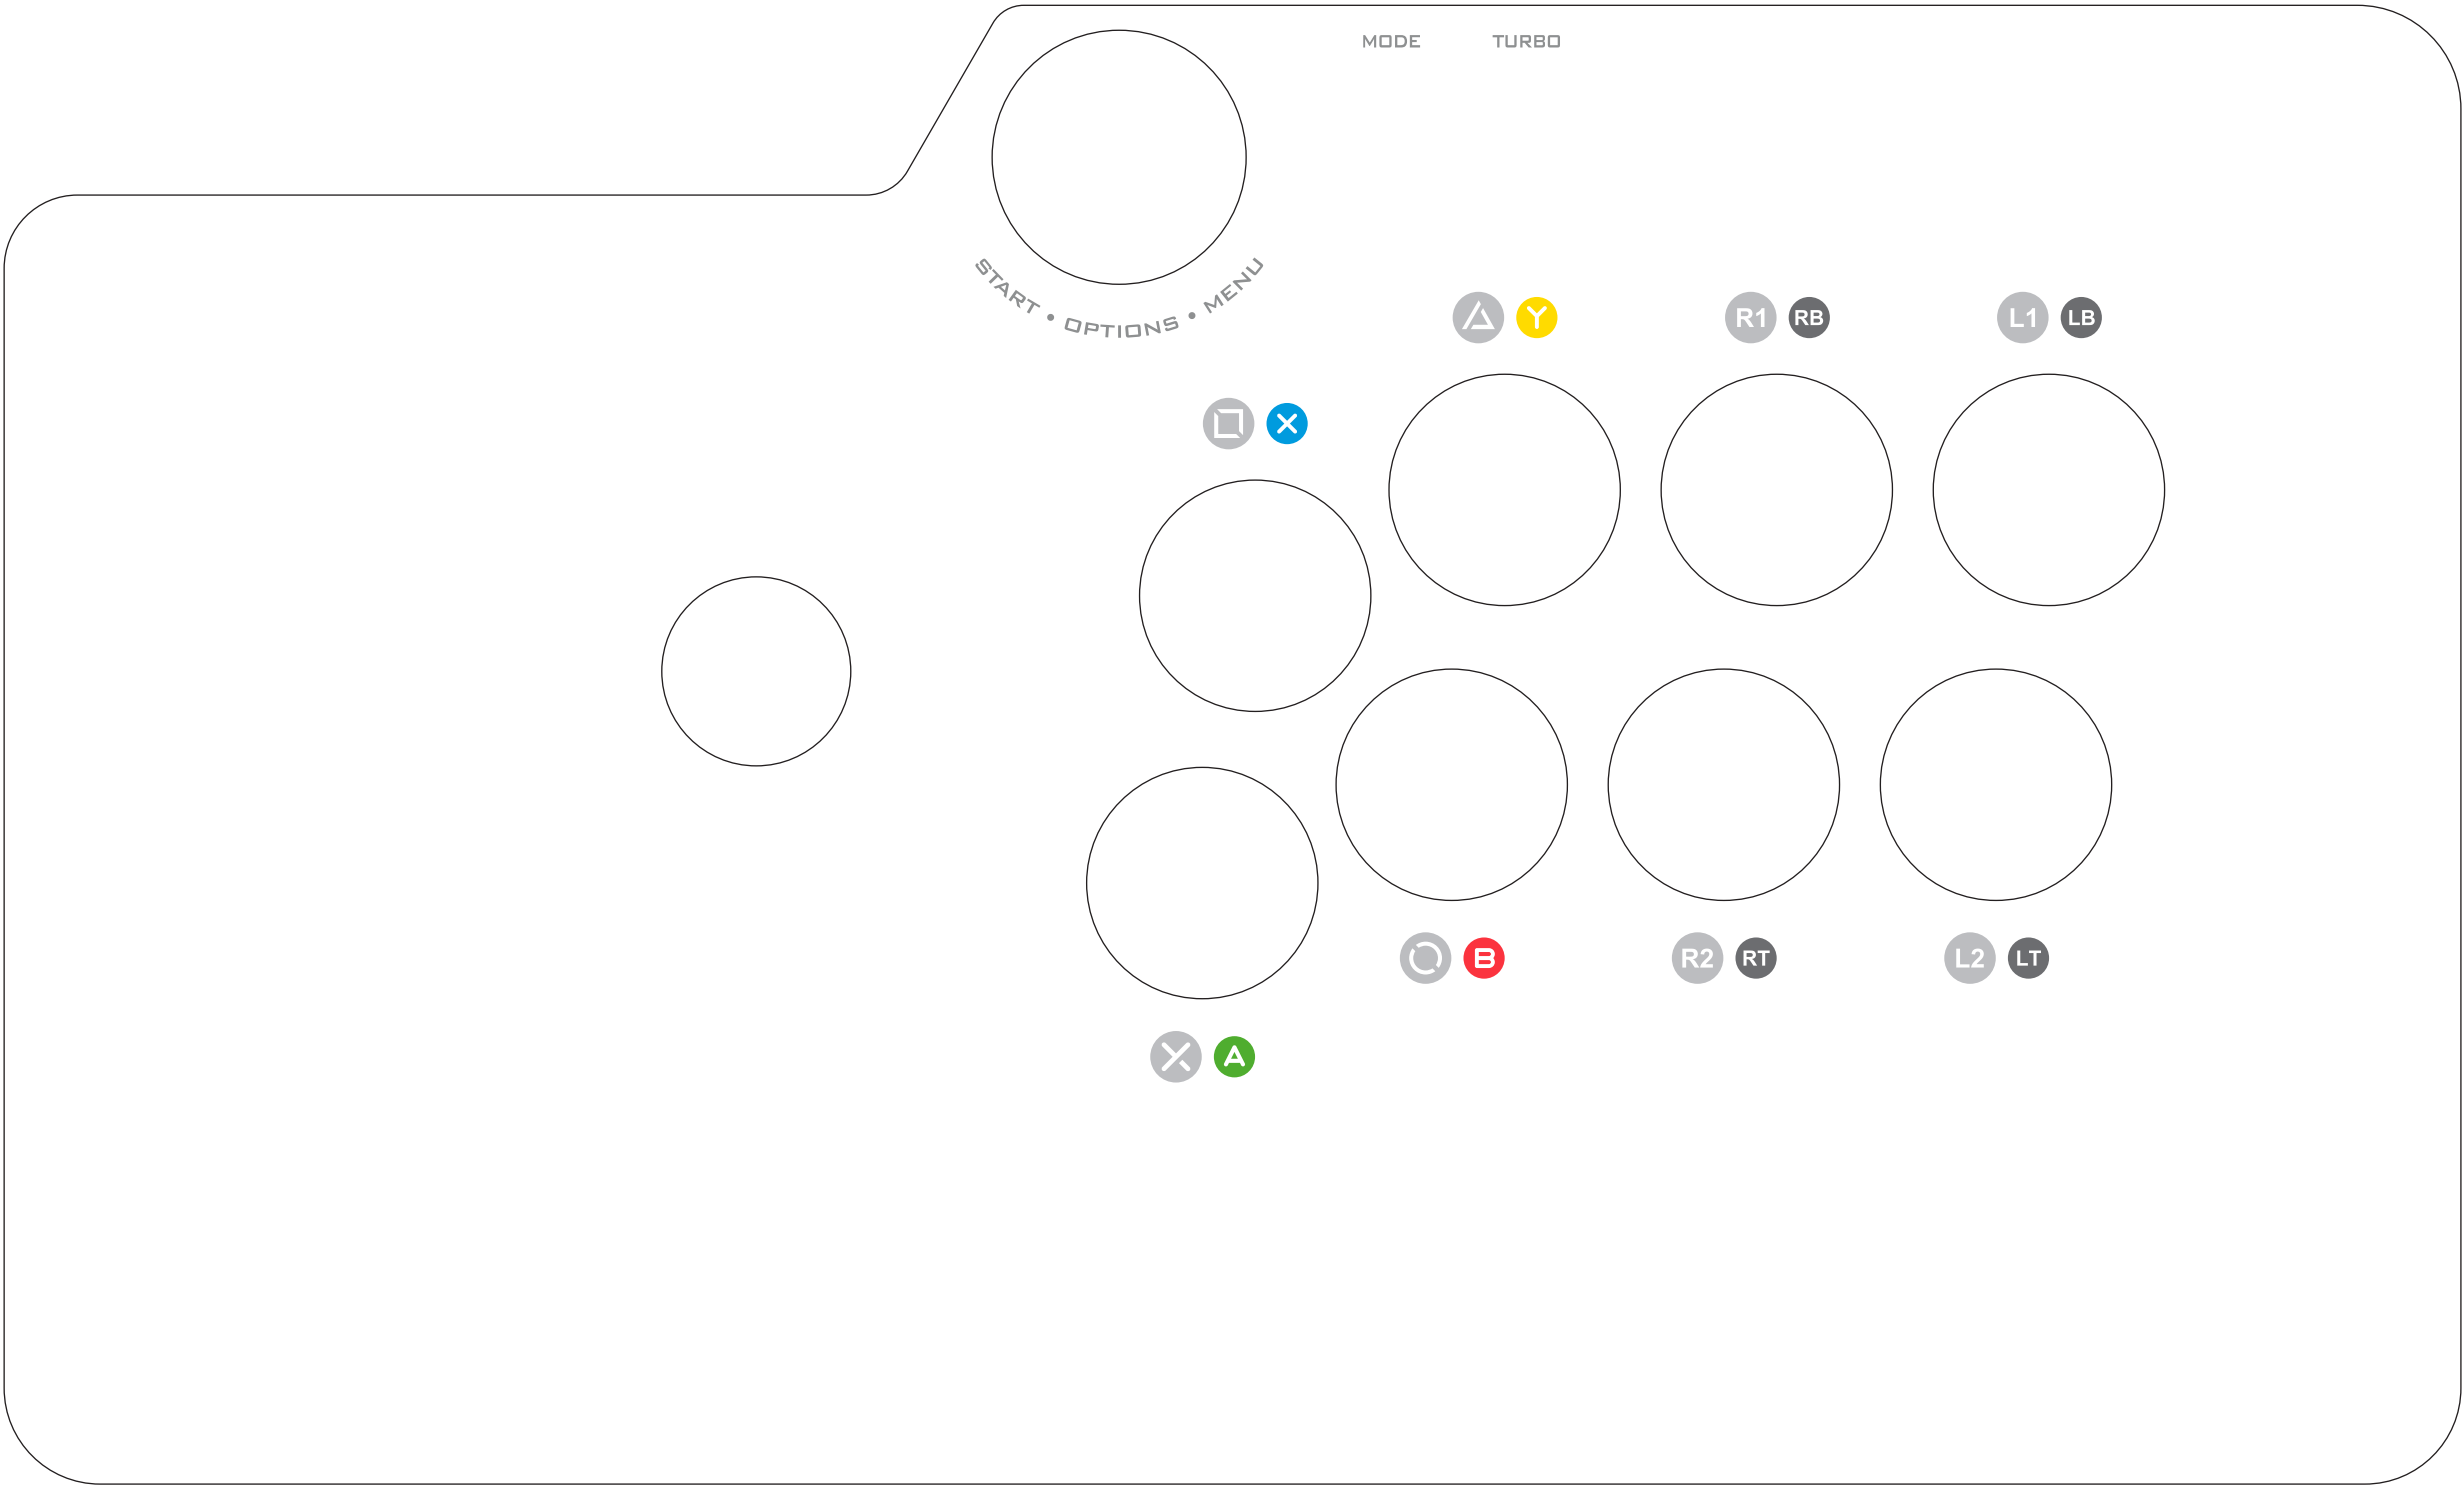 MODE TURBO
START • OPTIONS • MENU
Y R1 RB L1 LB
X
B R2 RT L2 LT
A